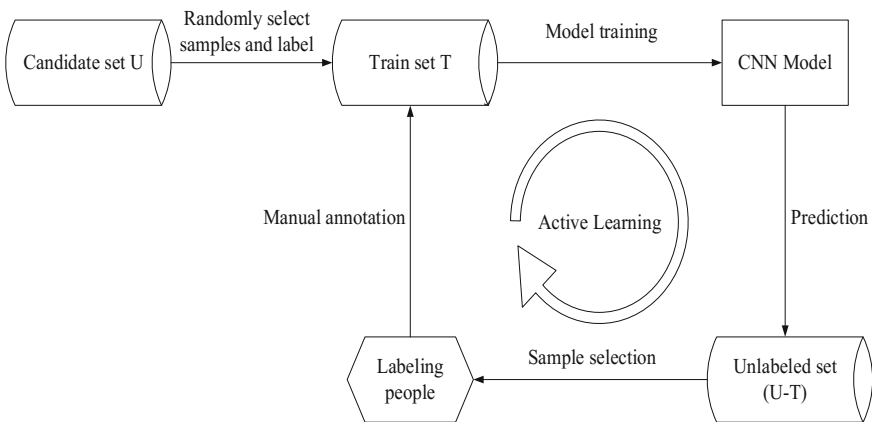 Randomly select
samples and label
Model training
Candidate set U
Train set T
CNN Model
Manual annotation
Active Learning
Prediction
Sample selection
Labeling
people
Unlabeled set
(U-T)